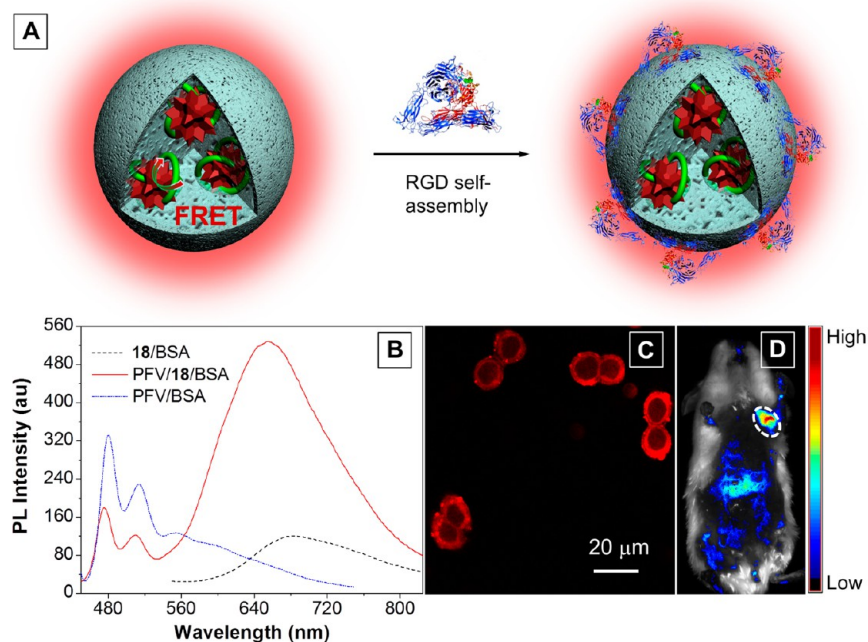 A
FRET
RGD self-
assembly
B
18/BSA
PFV/18/BSA
PFV/BSA
PL Intensity (au)
560
480
400
320
240
160
80
0
480
560
640
720
800
Wavelength (nm)
C
20 μm
D
High
Low